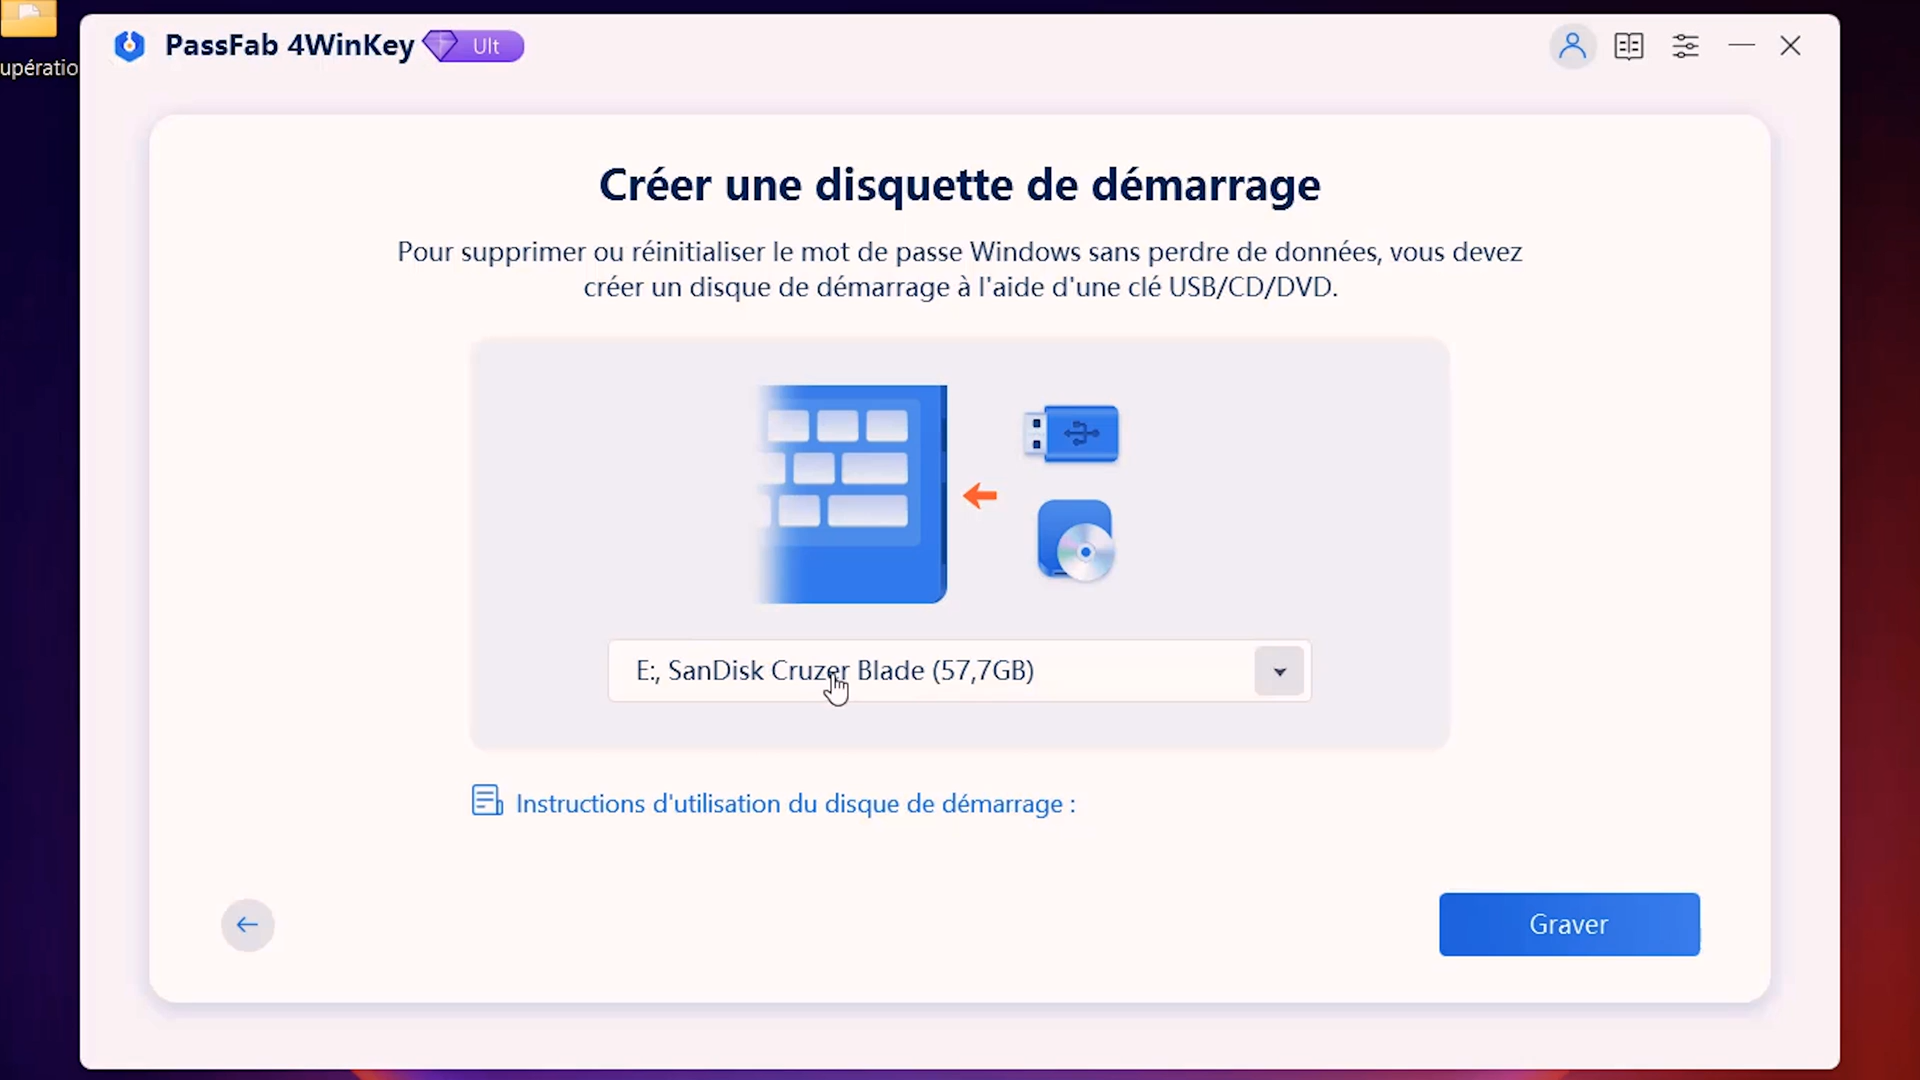 upératio
PassFab 4WinKey
Ult
Créer une disquette de démarrage
Pour supprimer ou réinitialiser le mot de passe Windows sans perdre de données, vous devez
créer un disque de démarrage à l'aide d'une clé USB/CD/DVD.
E:, SanDisk Cruzer Blade (57,7GB)
Instructions d'utilisation du disque de démarrage :
Graver